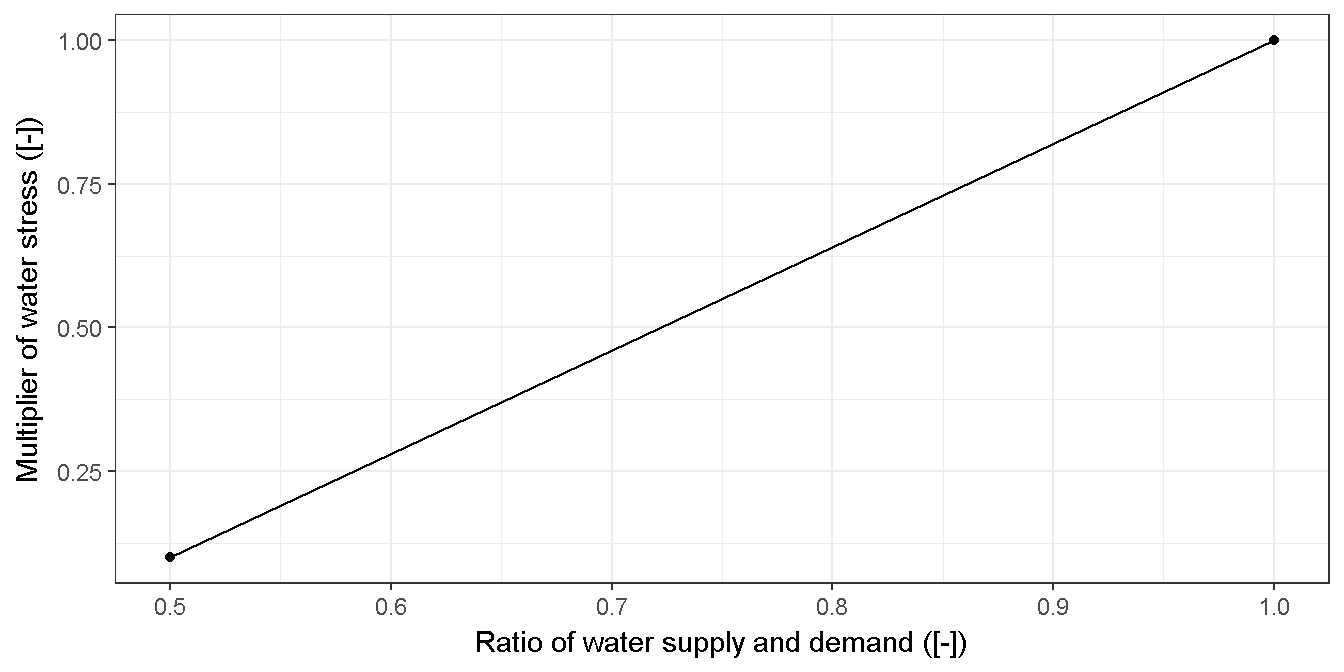 Multiplier of water stress ([-])
1.00
0.75
0.50
0.25
0.5 0.6 0.7 0.8 0.9 1.0
Ratio of water supply and demand ([-])